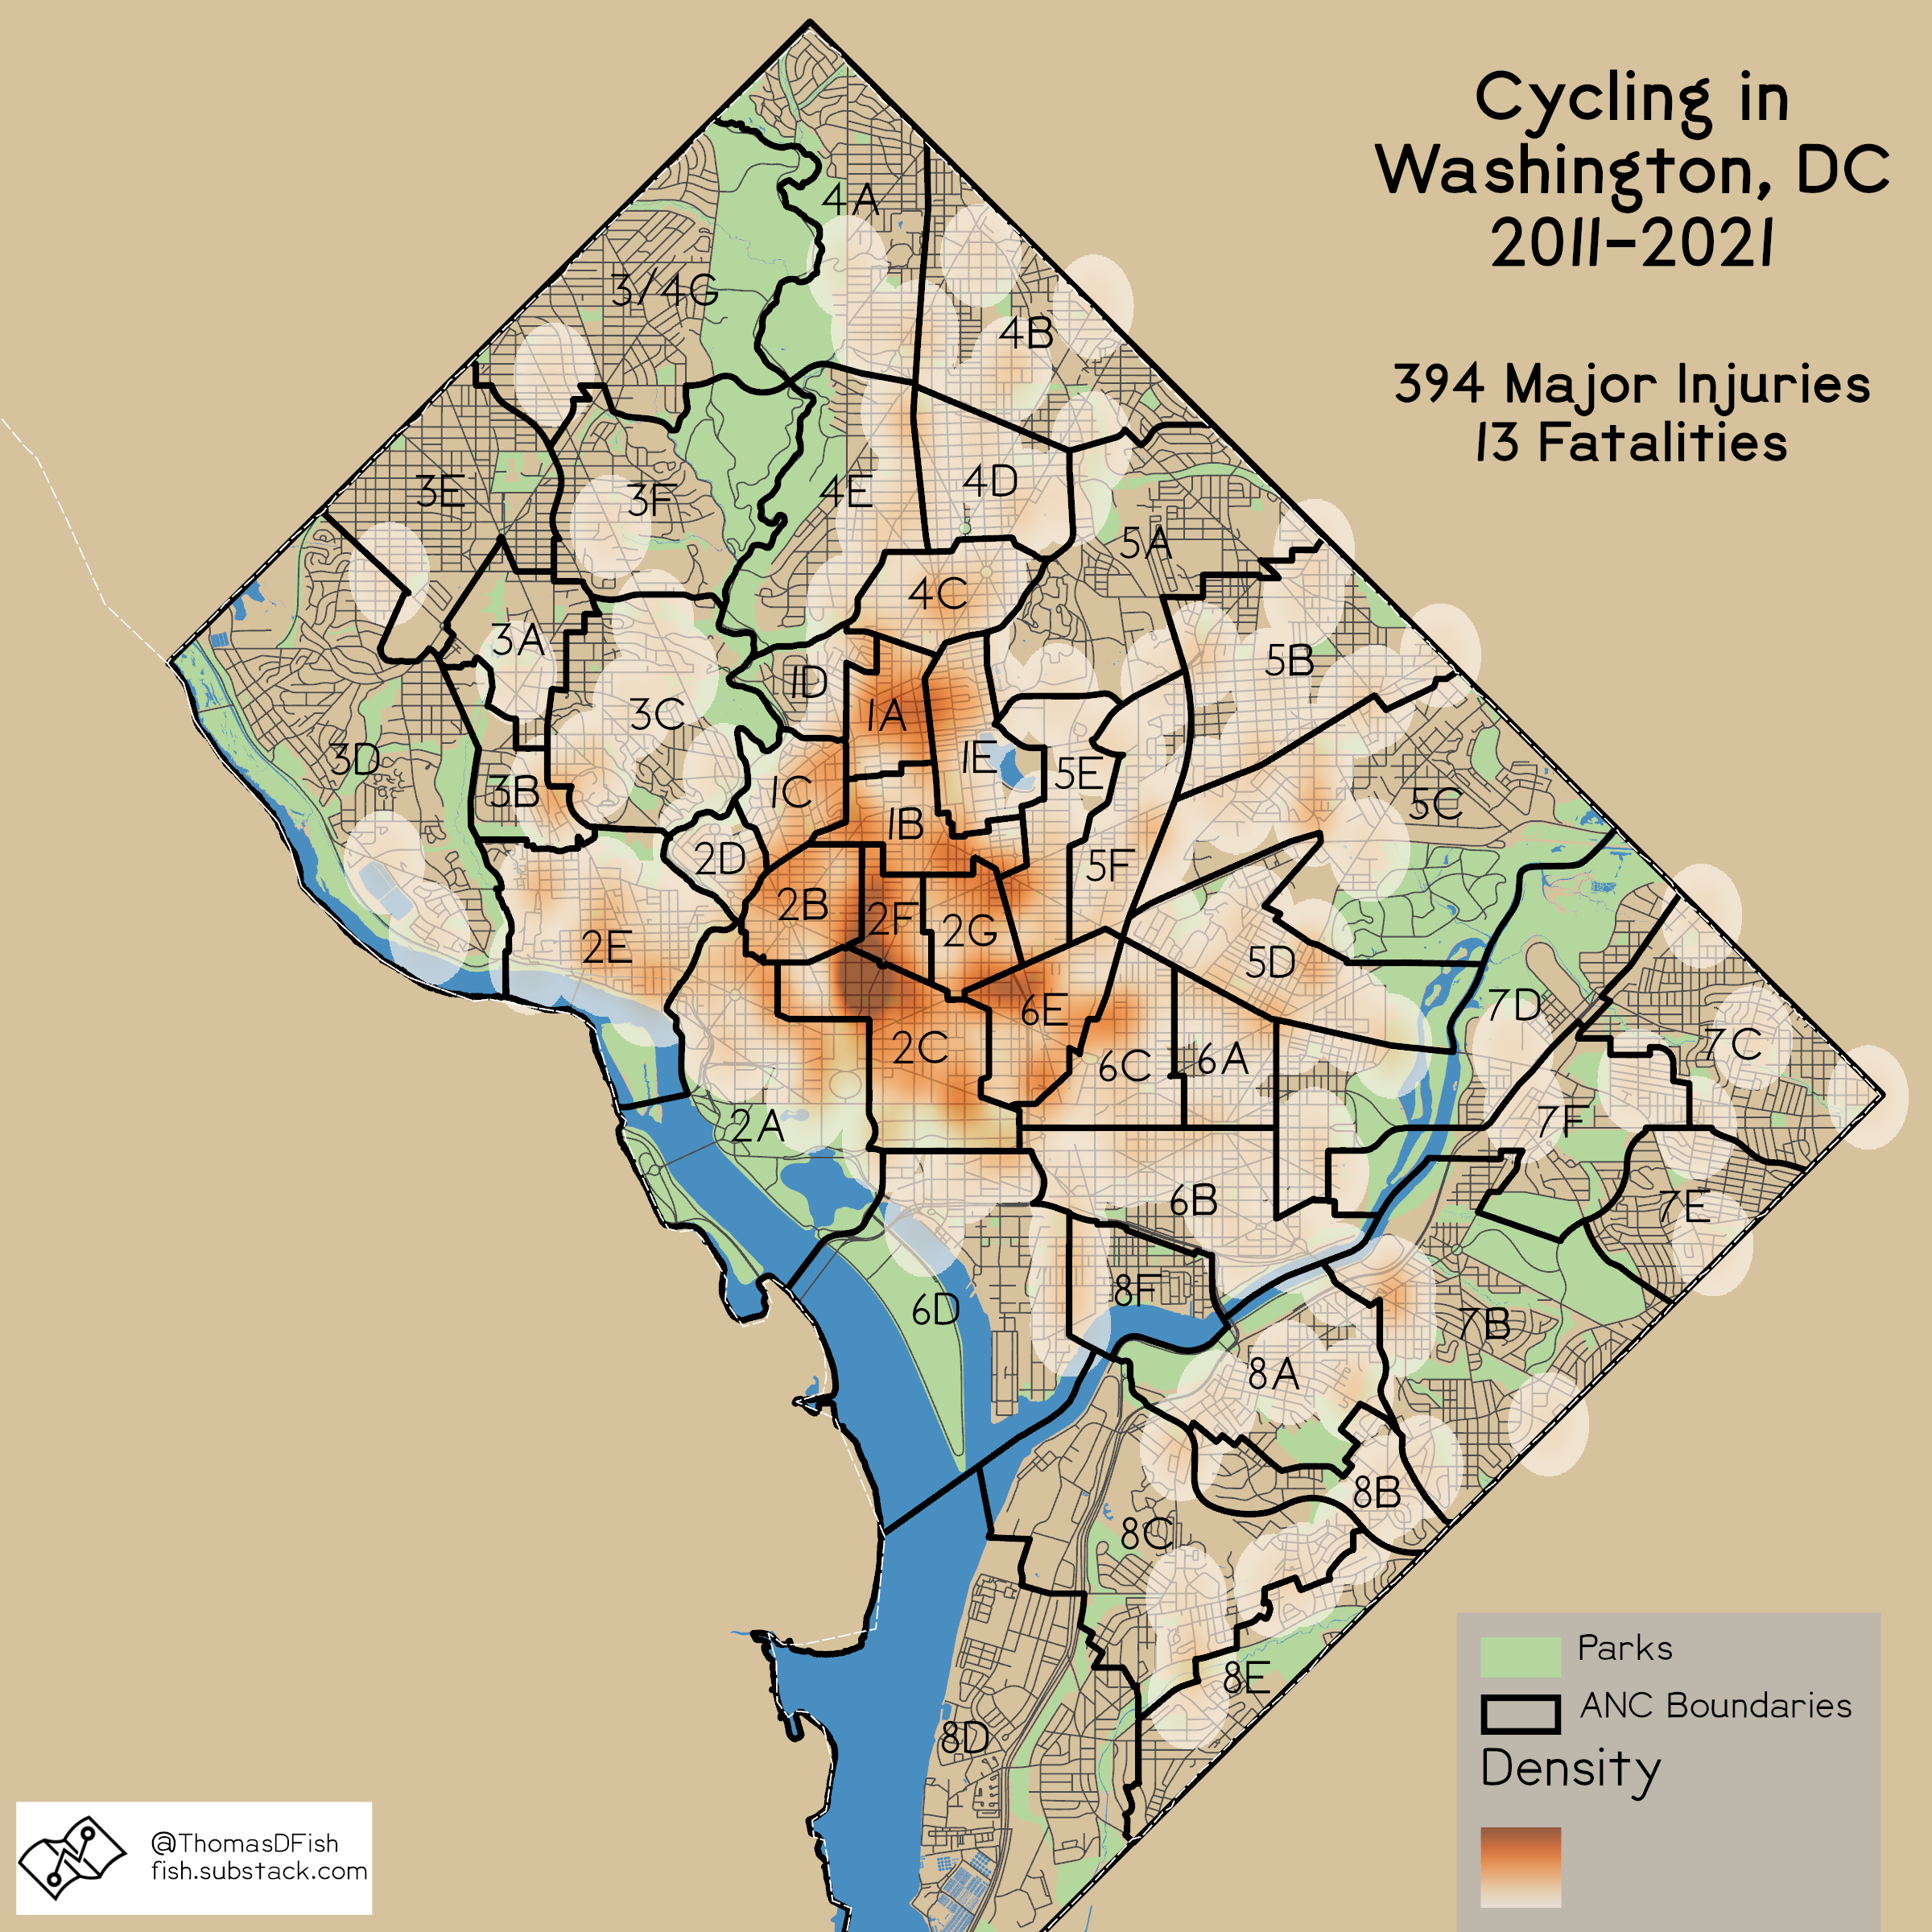 Cycling in
Washington, DC
2011-2021
394 Major Injuries
13 Fatalities
4A
3/4G
4B
3E
3F
4E
4D
5A
4C
3A
5B
1D
3C
1A
3D
1E
5E
3B
1C
5C
1B
2D
5F
2B
2F
2G
2E
5D
7D
6E
2C
7C
6C
6A
2A
7F
6B
7E
8F
6D
7B
8A
8B
8C
8E
8D
Parks
ANC Boundaries
Density
@ThomasDFish
fish.substack.com